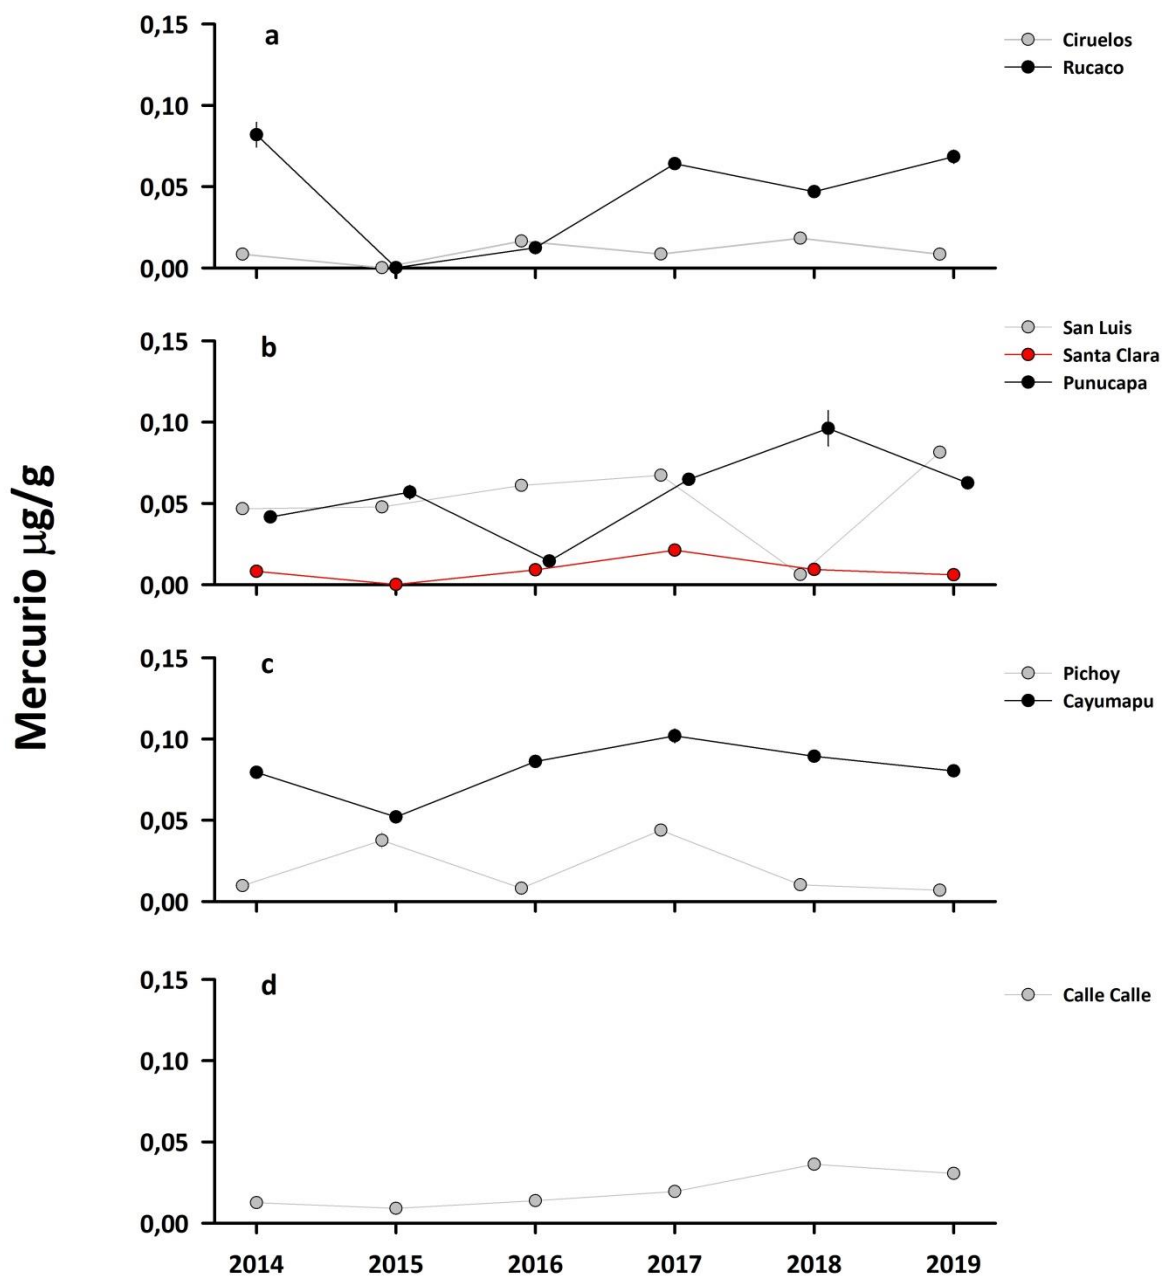 Mercurio µg/g
a
0,15
0,10
0,05
0,00
Ciruelos
Rucaco
b
0,15
0,10
0,05
0,00
San Luis
Santa Clara
Punucapa
c
0,15
0,10
0,05
0,00
Pichoy
Cayumapu
d
0,15
0,10
0,05
0,00
Calle Calle
2014 2015 2016 2017 2018 2019